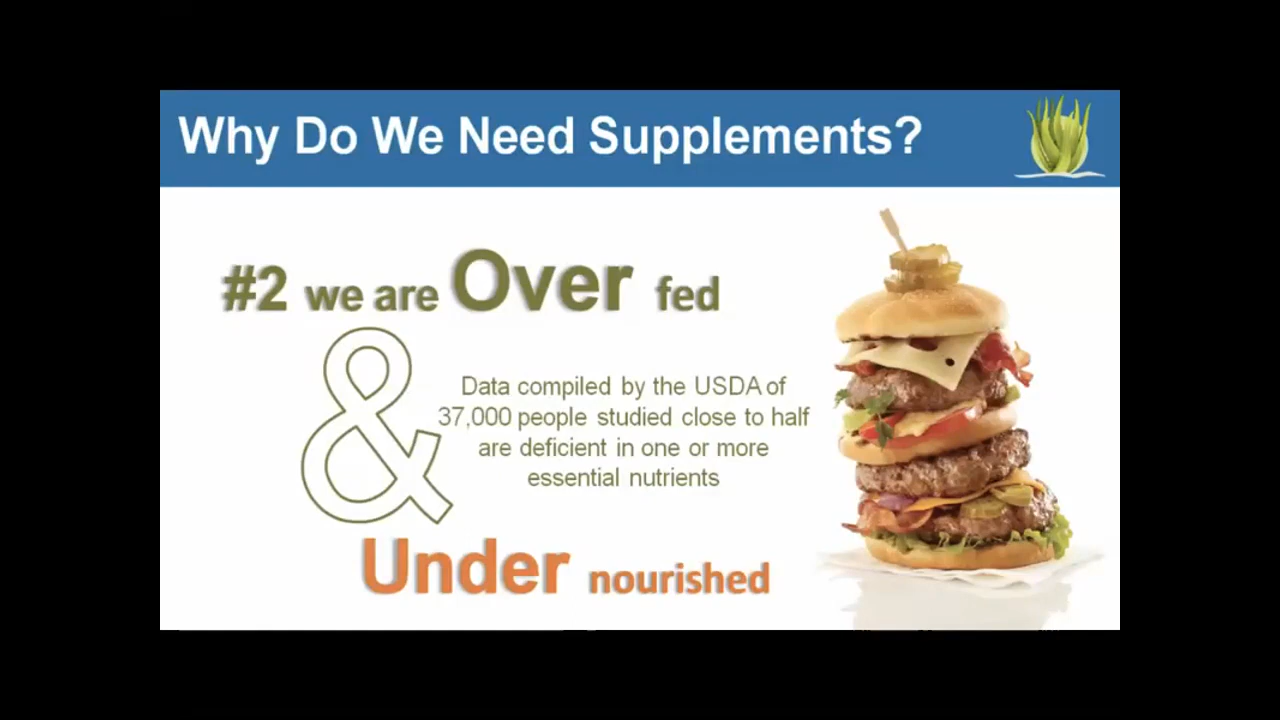 Why Do We Need Supplements?
#2 we are Over fed
&
Data compiled by the USDA of
37,000 people studied close to half
are deficient in one or more
essential nutrients
Under nourished